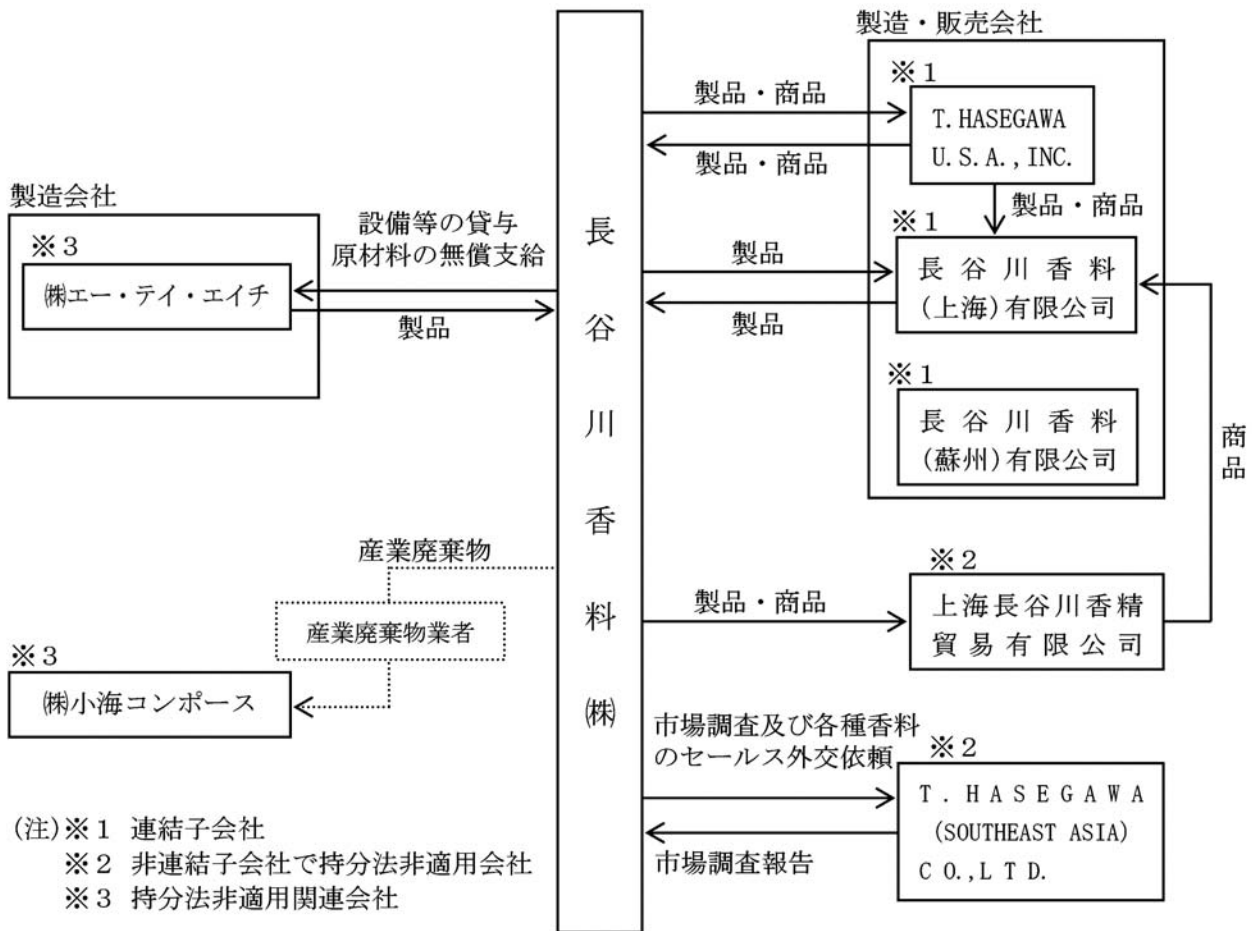 製造・販売会社
※1
T.HASEGAWA
U.S.A.,INC.
製品・商品
製品・商品
製品・商品
製造会社
※3
㈱エー・テイ・エイチ
設備等の貸与
原材料の無償支給
製品
長谷川香料㈱
※1
長谷川香料
(上海)有限公司
製品
製品
※1
長谷川香料
(蘇州)有限公司
商品
産業廃棄物
産業廃棄物業者
※3
㈱小海コンポース
製品・商品
※2
上海長谷川香精
貿易有限公司
市場調査及び各種香料
のセールス外交依頼
※2
T.HASEGAWA
(SOUTHEAST ASIA)
CO.,LTD.
市場調査報告
(注)※1 連結子会社
※2 非連結子会社で持分法非適用会社
※3 持分法非適用関連会社